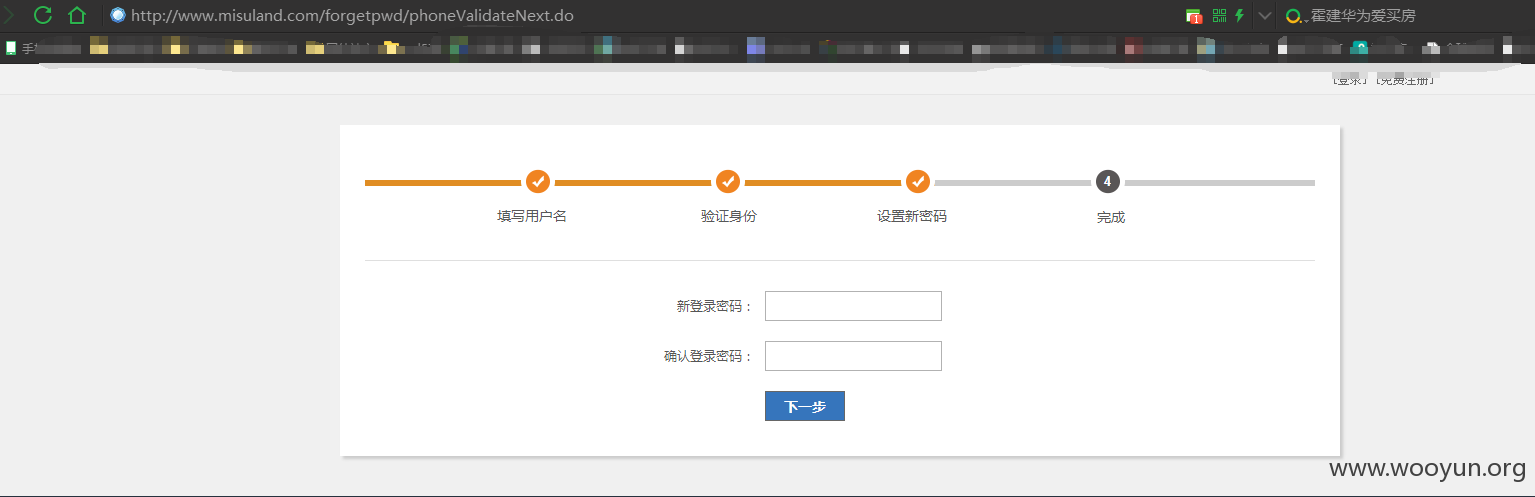 http://www.misuland.com/forgetpwd/phoneValidateNext.do
1
霍建华为爱买房
[登录] [免费注册]
4
填写用户名 验证身份 设置新密码 完成
新登录密码：
确认登录密码：
下一步
www.wooyun.org